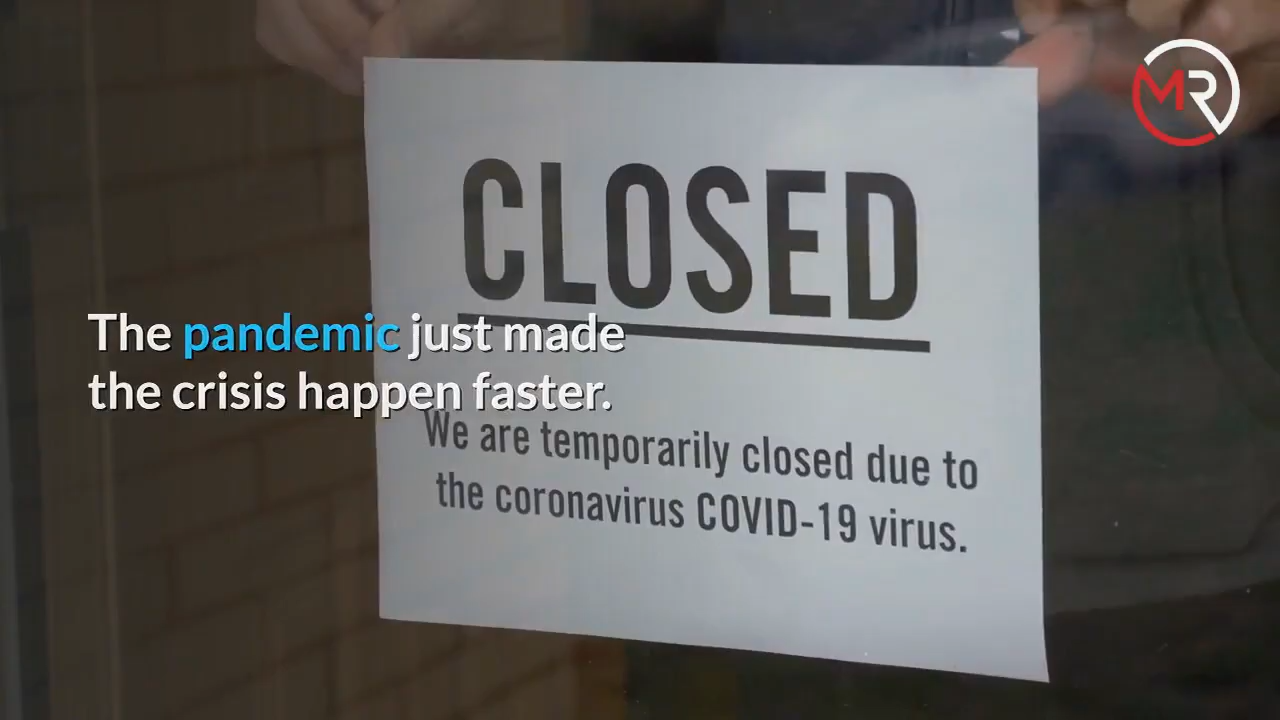 MR
CLOSED
The pandemic just made
the crisis happen faster.
We are temporarily closed due to
the coronavirus COVID-19 virus.